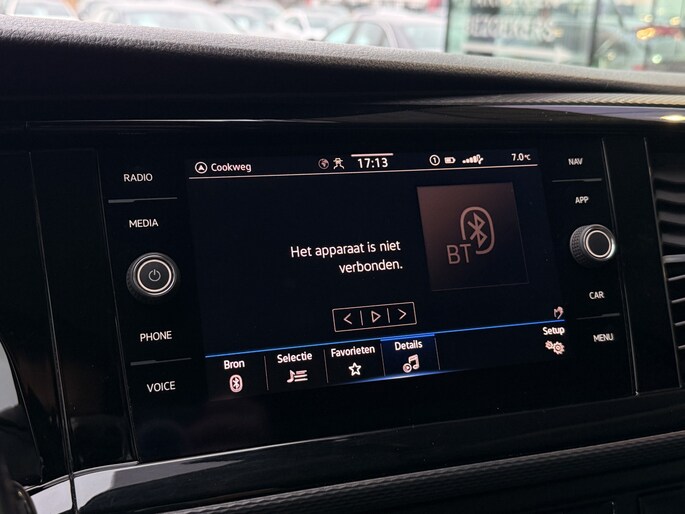 Cookweg
17:13
1
7.0°C
RADIO
MEDIA
PHONE
VOICE
NAV
APP
CAR
MENU
Het apparaat is niet
verbonden.
BT
Setup
Bron
Selectie
Favorieten
Details